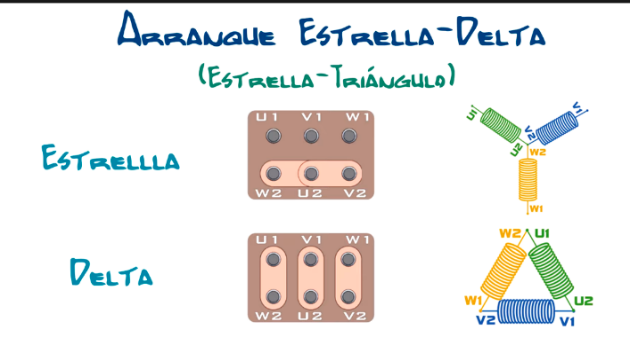 Arranque Estrella-Delta
(Estrella-Triángulo)
Estrellla
U1 V1 W1
W2 U2 V2
U1
V1
V2
U2
W2
W1
Delta
U1 V1 W1
W2 U2 V2
W2 U1
W1 U2
V2 V1